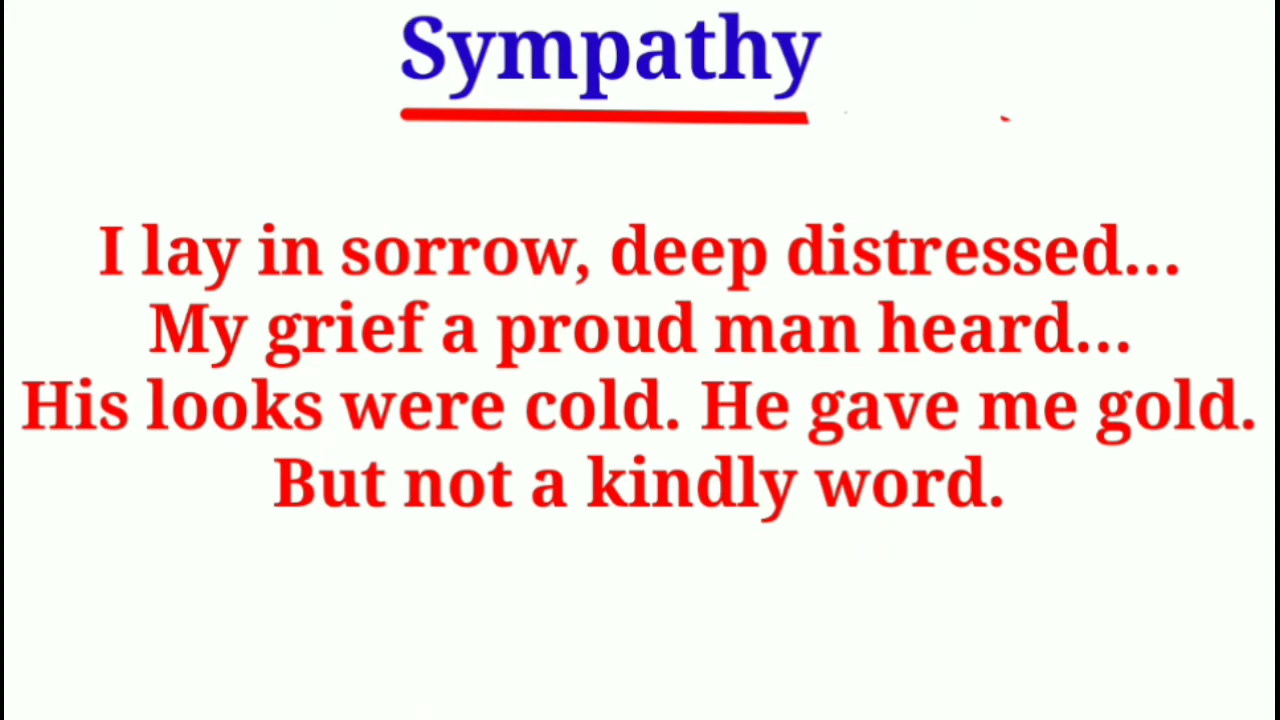 Sympathy
I lay in sorrow, deep distressed...
My grief a proud man heard...
His looks were cold. He gave me gold.
But not a kindly word.